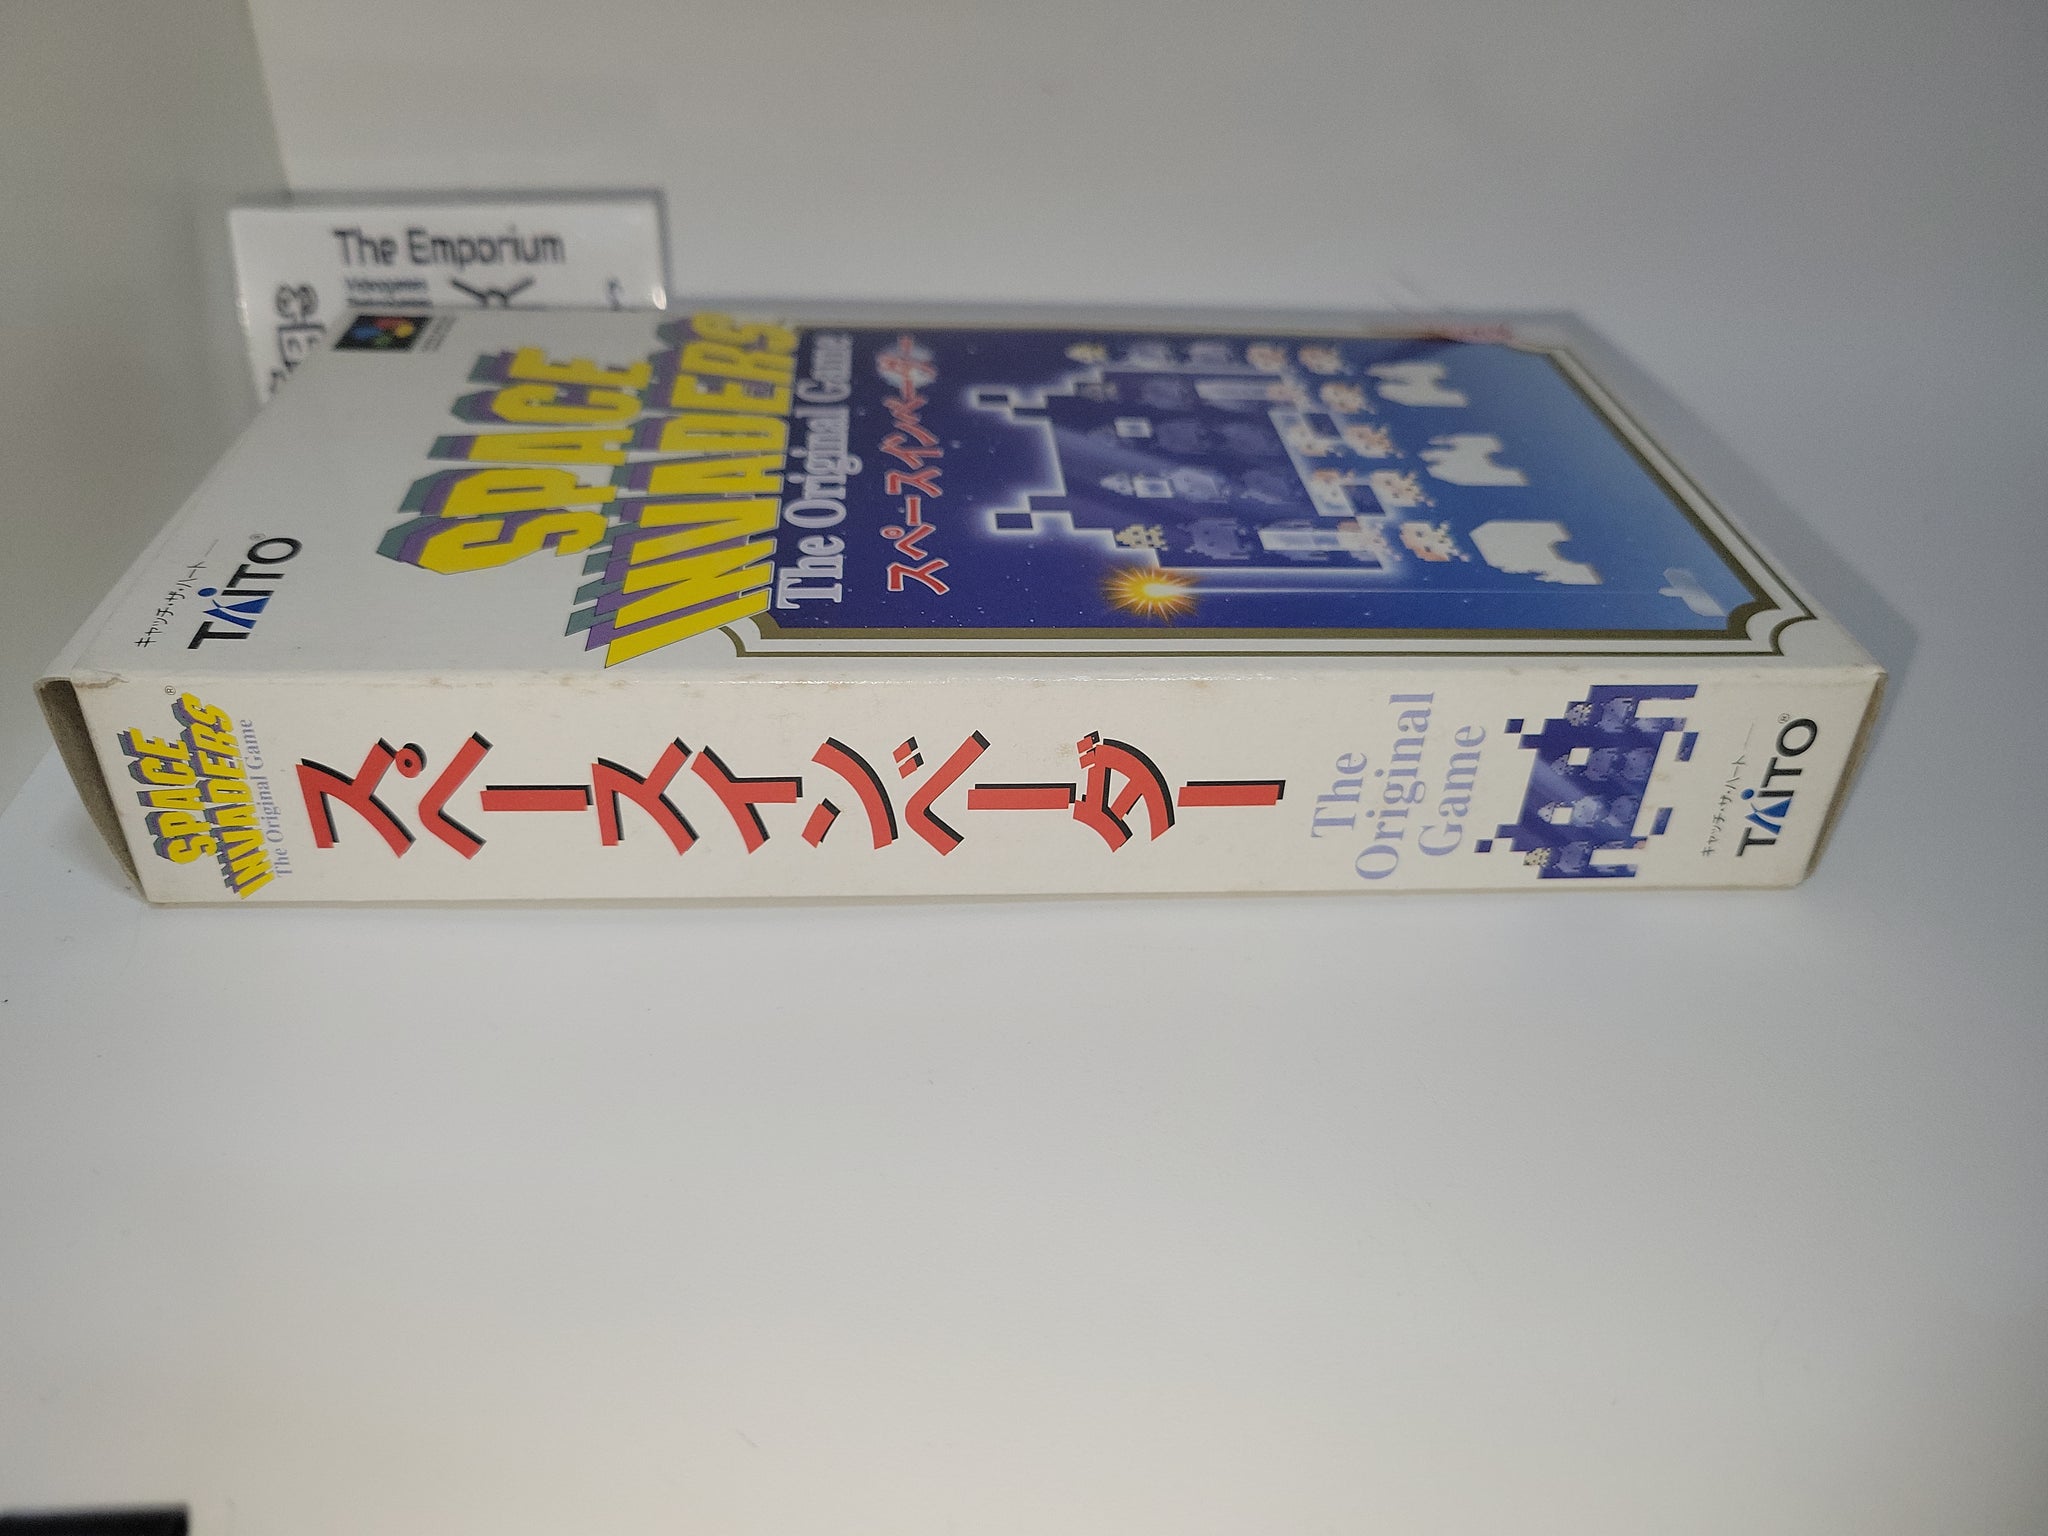 The Emporium
Videogames
キャッチ・ザ・ハート
TAITO®
SPACE
INVADERS
The Original Game
スペースインベーダー
SPACE
INVADERS®
The Original Game
スペースインベーダー
The
Original
Game
キャッチ・ザ・ハート
TAITO®